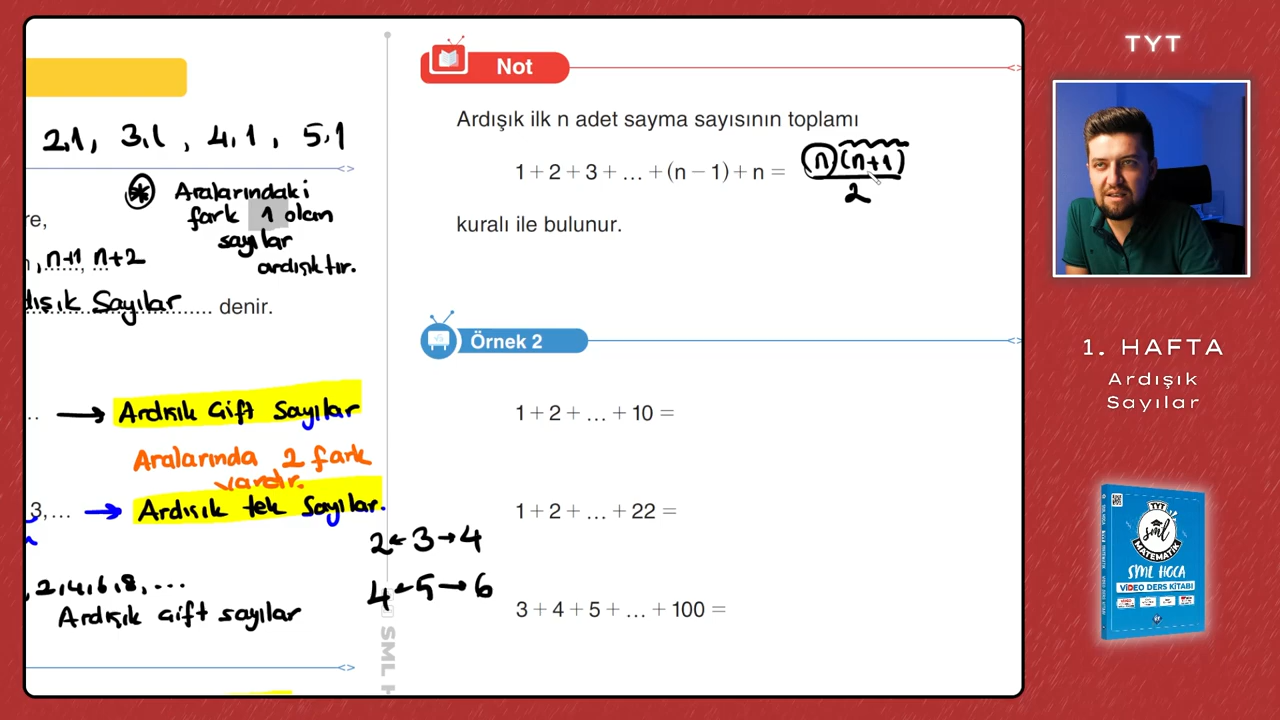 2,1, 3,1, 4,1, 5,1
* Aralarındaki
fark 1 olan
sayılar
ardışıktır.
re,
, n+1, n+2
dışık Sayılar denir.
... → Ardışık Çift Sayılar
Aralarında 2 fark
vardır.
3,... → Ardışık tek Sayılar.
2←3→4
4←5→6
,2,4,6,8,...
Ardışık Çift sayılar
SML H
Not
Ardışık ilk n adet sayma sayısının toplamı
1 + 2 + 3 + ... + (n − 1) + n = n(n+1)
2
kuralı ile bulunur.
Örnek 2
1 + 2 + ... + 10 =
1 + 2 + ... + 22 =
3 + 4 + 5 + ... + 100 =
TYT
1. HAFTA
Ardışık
Sayılar
TYT
sml
MATEMATİK
SML HOCA
VİDEO DERS KİTABI